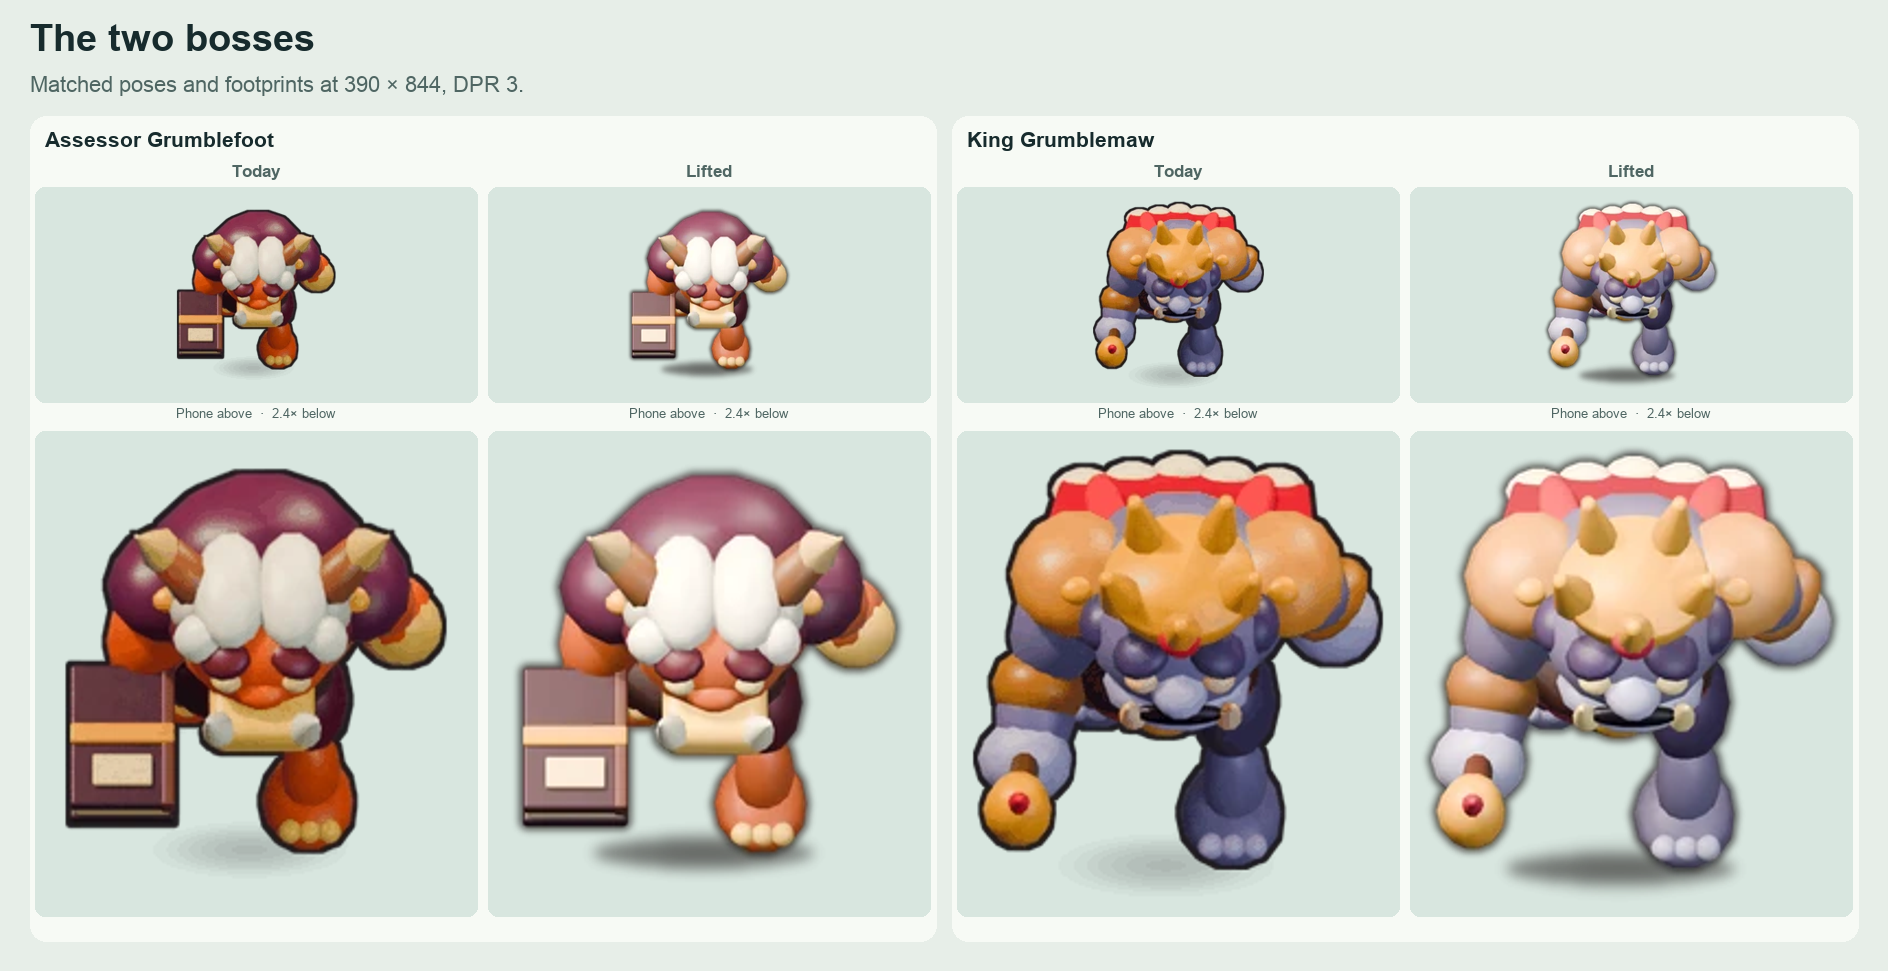 The two bosses
Matched poses and footprints at 390 × 844, DPR 3.
Assessor Grumblefoot
Today
Lifted
Phone above · 2.4× below
Phone above · 2.4× below
King Grumblemaw
Today
Lifted
Phone above · 2.4× below
Phone above · 2.4× below